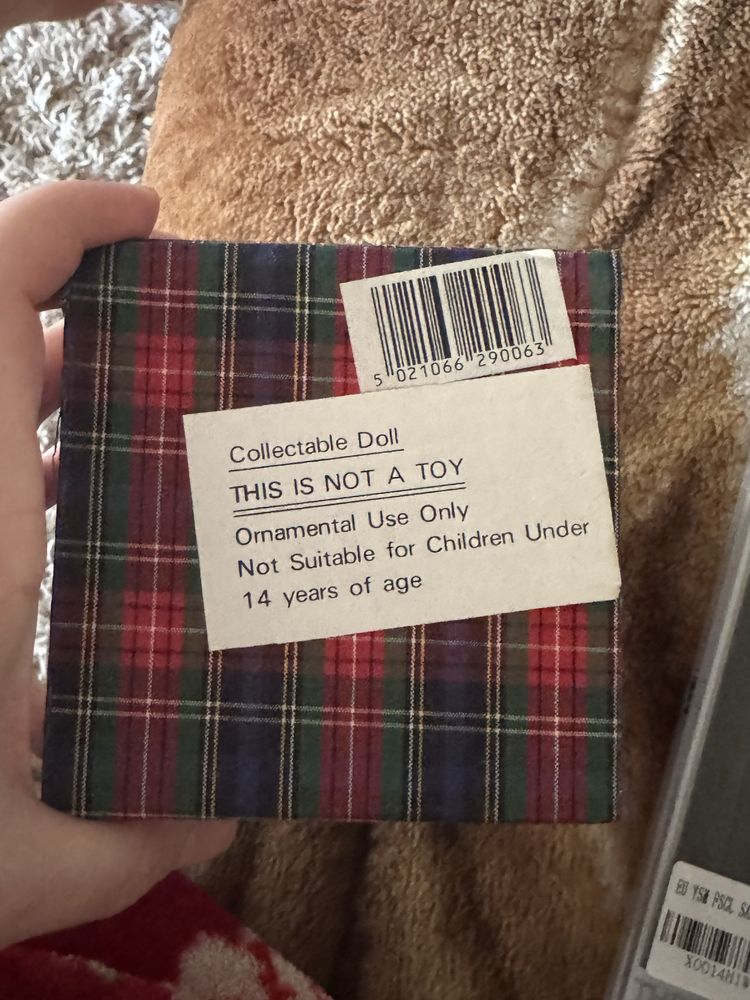 5 021066 290063
Collectable Doll
THIS IS NOT A TOY
Ornamental Use Only
Not Suitable for Children Under
14 years of age
EU